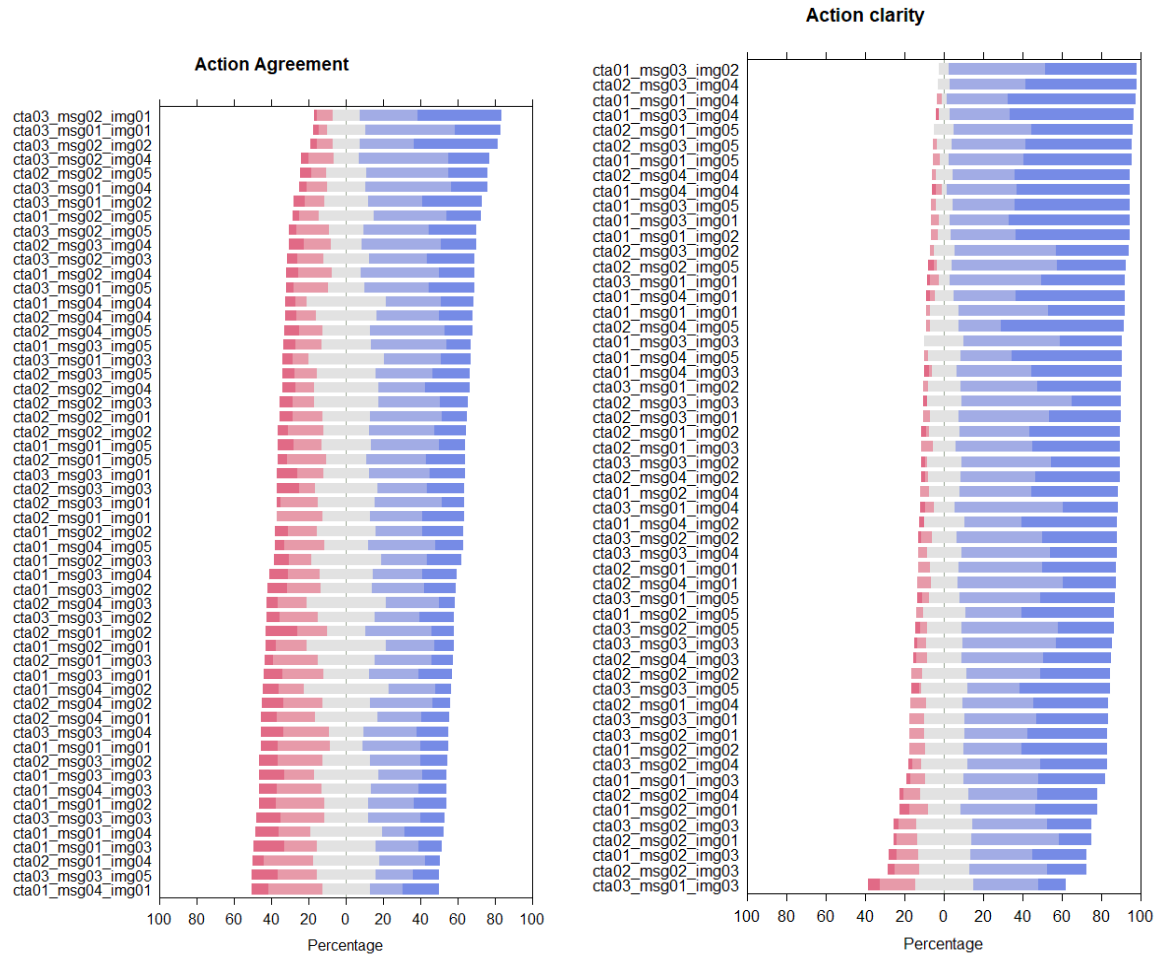 Action Agreement
cta03_msg02_img01
cta03_msg01_img01
cta03_msg02_img02
cta03_msg02_img04
cta02_msg02_img05
cta03_msg01_img04
cta03_msg01_img02
cta01_msg02_img05
cta03_msg02_img05
cta02_msg03_img04
cta03_msg02_img03
cta01_msg02_img04
cta03_msg01_img05
cta01_msg04_img04
cta02_msg04_img04
cta02_msg04_img05
cta01_msg03_img05
cta03_msg01_img03
cta02_msg03_img05
cta02_msg02_img04
cta02_msg02_img03
cta02_msg02_img01
cta02_msg02_img02
cta01_msg01_img05
cta02_msg01_img05
cta03_msg03_img01
cta02_msg03_img03
cta02_msg03_img01
cta02_msg01_img01
cta01_msg02_img02
cta01_msg04_img05
cta01_msg02_img03
cta01_msg03_img04
cta01_msg03_img02
cta02_msg04_img03
cta03_msg03_img02
cta02_msg01_img02
cta01_msg02_img01
cta02_msg01_img03
cta01_msg03_img01
cta01_msg04_img02
cta02_msg04_img02
cta02_msg04_img01
cta03_msg03_img04
cta01_msg01_img01
cta02_msg03_img02
cta01_msg03_img03
cta01_msg04_img03
cta01_msg01_img02
cta03_msg03_img03
cta01_msg01_img04
cta01_msg01_img03
cta02_msg01_img04
cta03_msg03_img05
cta01_msg04_img01
100 80 60 40 20 0 20 40 60 80 100
Percentage
Action clarity
cta01_msg03_img02
cta02_msg03_img04
cta01_msg01_img04
cta01_msg03_img04
cta02_msg01_img05
cta02_msg03_img05
cta01_msg01_img05
cta02_msg04_img04
cta01_msg04_img04
cta01_msg03_img05
cta01_msg03_img01
cta01_msg01_img02
cta02_msg03_img02
cta02_msg02_img05
cta03_msg01_img01
cta01_msg04_img01
cta01_msg01_img01
cta02_msg04_img05
cta01_msg03_img03
cta01_msg04_img05
cta01_msg04_img03
cta03_msg01_img02
cta02_msg03_img03
cta02_msg03_img01
cta02_msg01_img02
cta02_msg01_img03
cta03_msg03_img02
cta02_msg04_img02
cta01_msg02_img04
cta03_msg01_img04
cta01_msg04_img02
cta03_msg02_img02
cta03_msg03_img04
cta02_msg01_img01
cta02_msg04_img01
cta03_msg01_img05
cta01_msg02_img05
cta03_msg02_img05
cta03_msg03_img03
cta02_msg04_img03
cta02_msg02_img02
cta03_msg03_img05
cta02_msg01_img04
cta03_msg03_img01
cta03_msg02_img01
cta01_msg02_img02
cta03_msg02_img04
cta01_msg01_img03
cta02_msg02_img04
cta01_msg02_img01
cta03_msg02_img03
cta02_msg02_img01
cta01_msg02_img03
cta02_msg02_img03
cta03_msg01_img03
100 80 60 40 20 0 20 40 60 80 100
Percentage